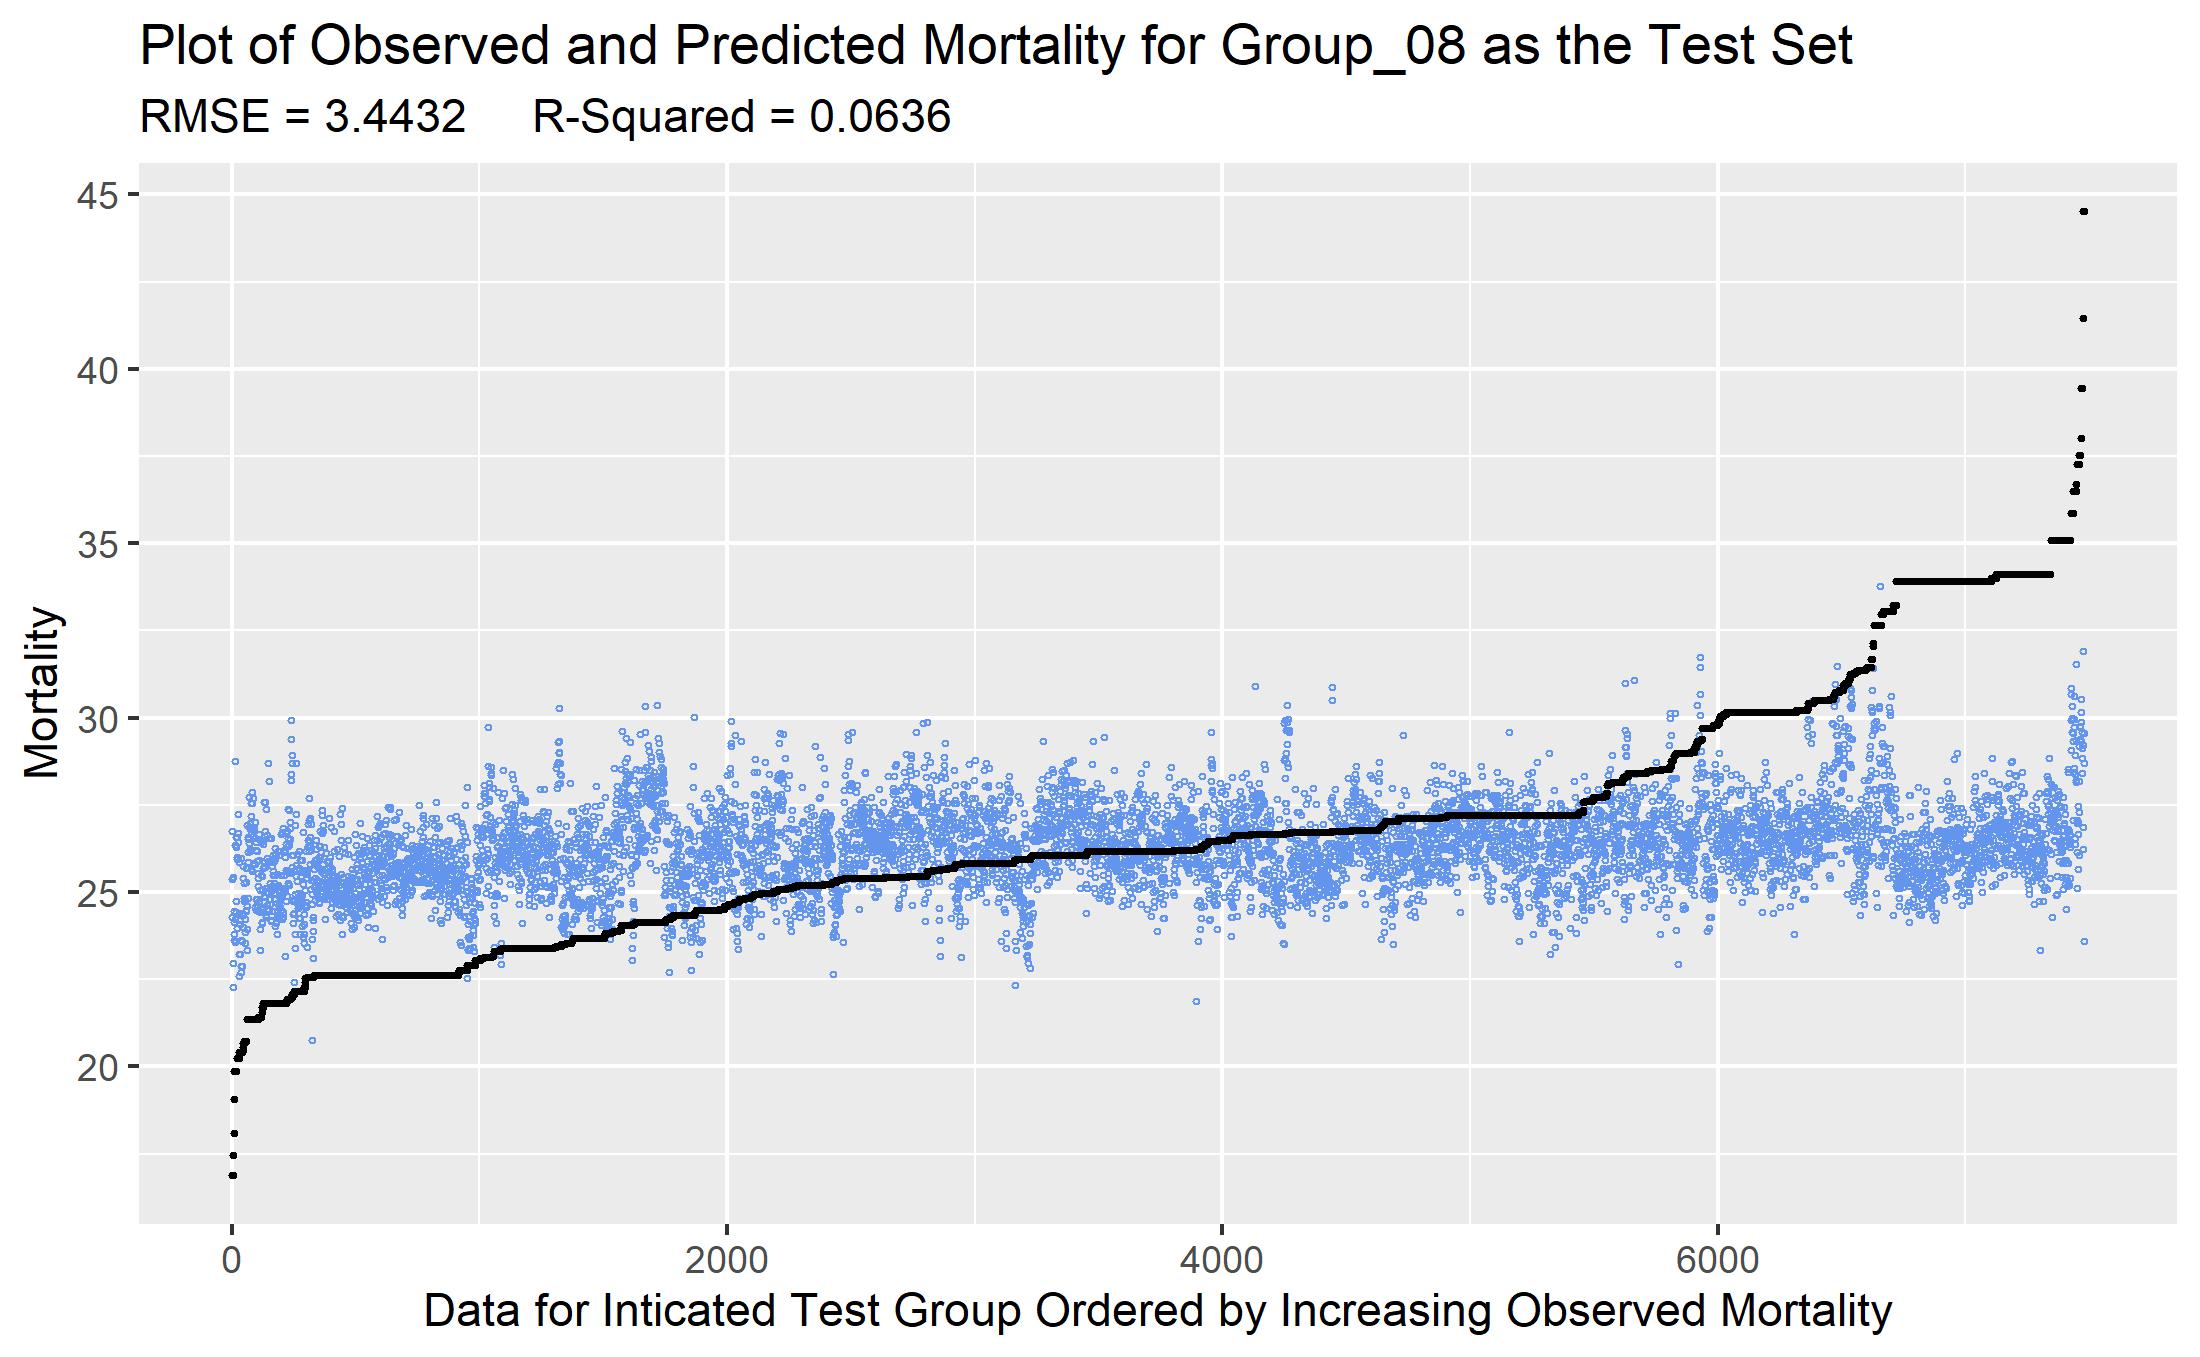 Plot of Observed and Predicted Mortality for Group_08 as the Test Set
RMSE = 3.4432 R-Squared = 0.0636
45
40
35
30
25
20
Mortality
0 2000 4000 6000
Data for Inticated Test Group Ordered by Increasing Observed Mortality